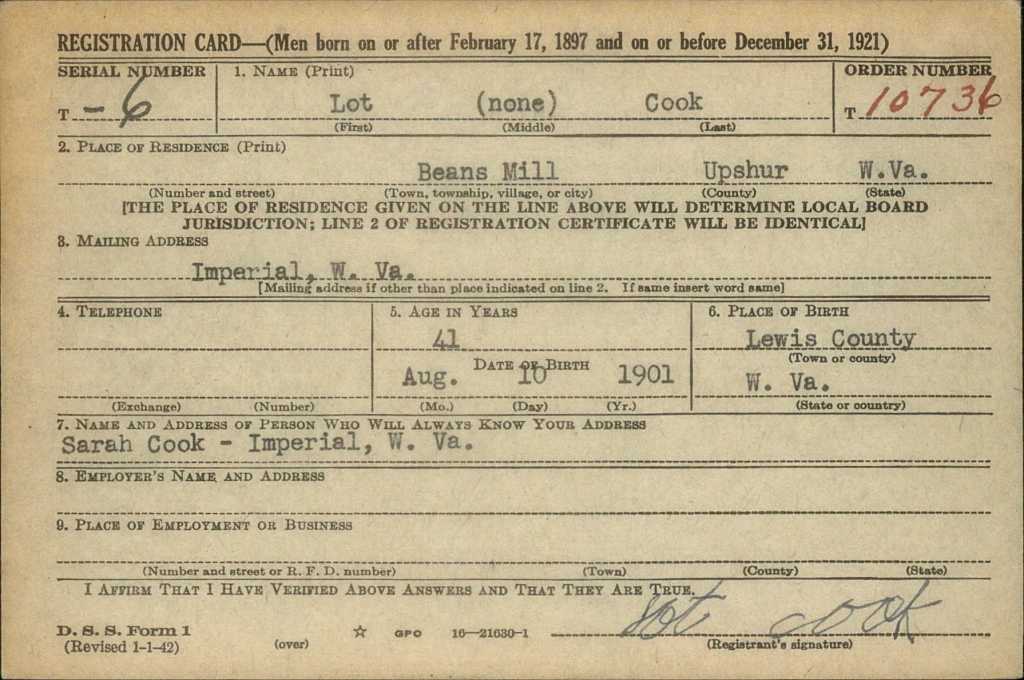 REGISTRATION CARD—(Men born on or after February 17, 1897 and on or before December 31, 1921)
SERIAL NUMBER 1. NAME (Print) ORDER NUMBER
T - 6 Lot (none) Cook T 10736
(First) (Middle) (Last)
2. PLACE OF RESIDENCE (Print)
Beans Mill Upshur W.Va.
(Number and street) (Town, township, village, or city) (County) (State)
[THE PLACE OF RESIDENCE GIVEN ON THE LINE ABOVE WILL DETERMINE LOCAL BOARD
JURISDICTION; LINE 2 OF REGISTRATION CERTIFICATE WILL BE IDENTICAL]
3. MAILING ADDRESS
Imperial, W. Va.
[Mailing address if other than place indicated on line 2. If same insert word same]
4. TELEPHONE 5. AGE IN YEARS 6. PLACE OF BIRTH
41 Lewis County
DATE OF BIRTH (Town or county)
Aug. 10 1901 W. Va.
(Exchange) (Number) (Mo.) (Day) (Yr.) (State or country)
7. NAME AND ADDRESS OF PERSON WHO WILL ALWAYS KNOW YOUR ADDRESS
Sarah Cook - Imperial, W. Va.
8. EMPLOYER'S NAME AND ADDRESS
9. PLACE OF EMPLOYMENT OR BUSINESS
(Number and street or R. F. D. number) (Town) (County) (State)
I AFFIRM THAT I HAVE VERIFIED ABOVE ANSWERS AND THAT THEY ARE TRUE.
D. S. S. Form 1 ☆ GPO 16—21630-1 Lot Cook
(Revised 1-1-42) (over) (Registrant's signature)